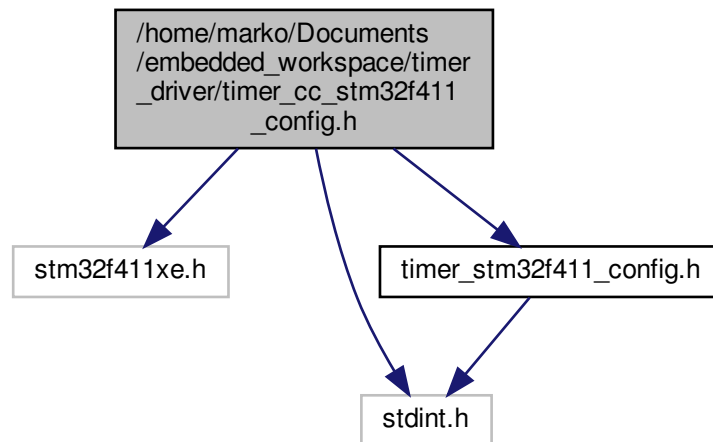 /home/marko/Documents
/embedded_workspace/timer
_driver/timer_cc_stm32f411
_config.h
stm32f411xe.h
timer_stm32f411_config.h
stdint.h